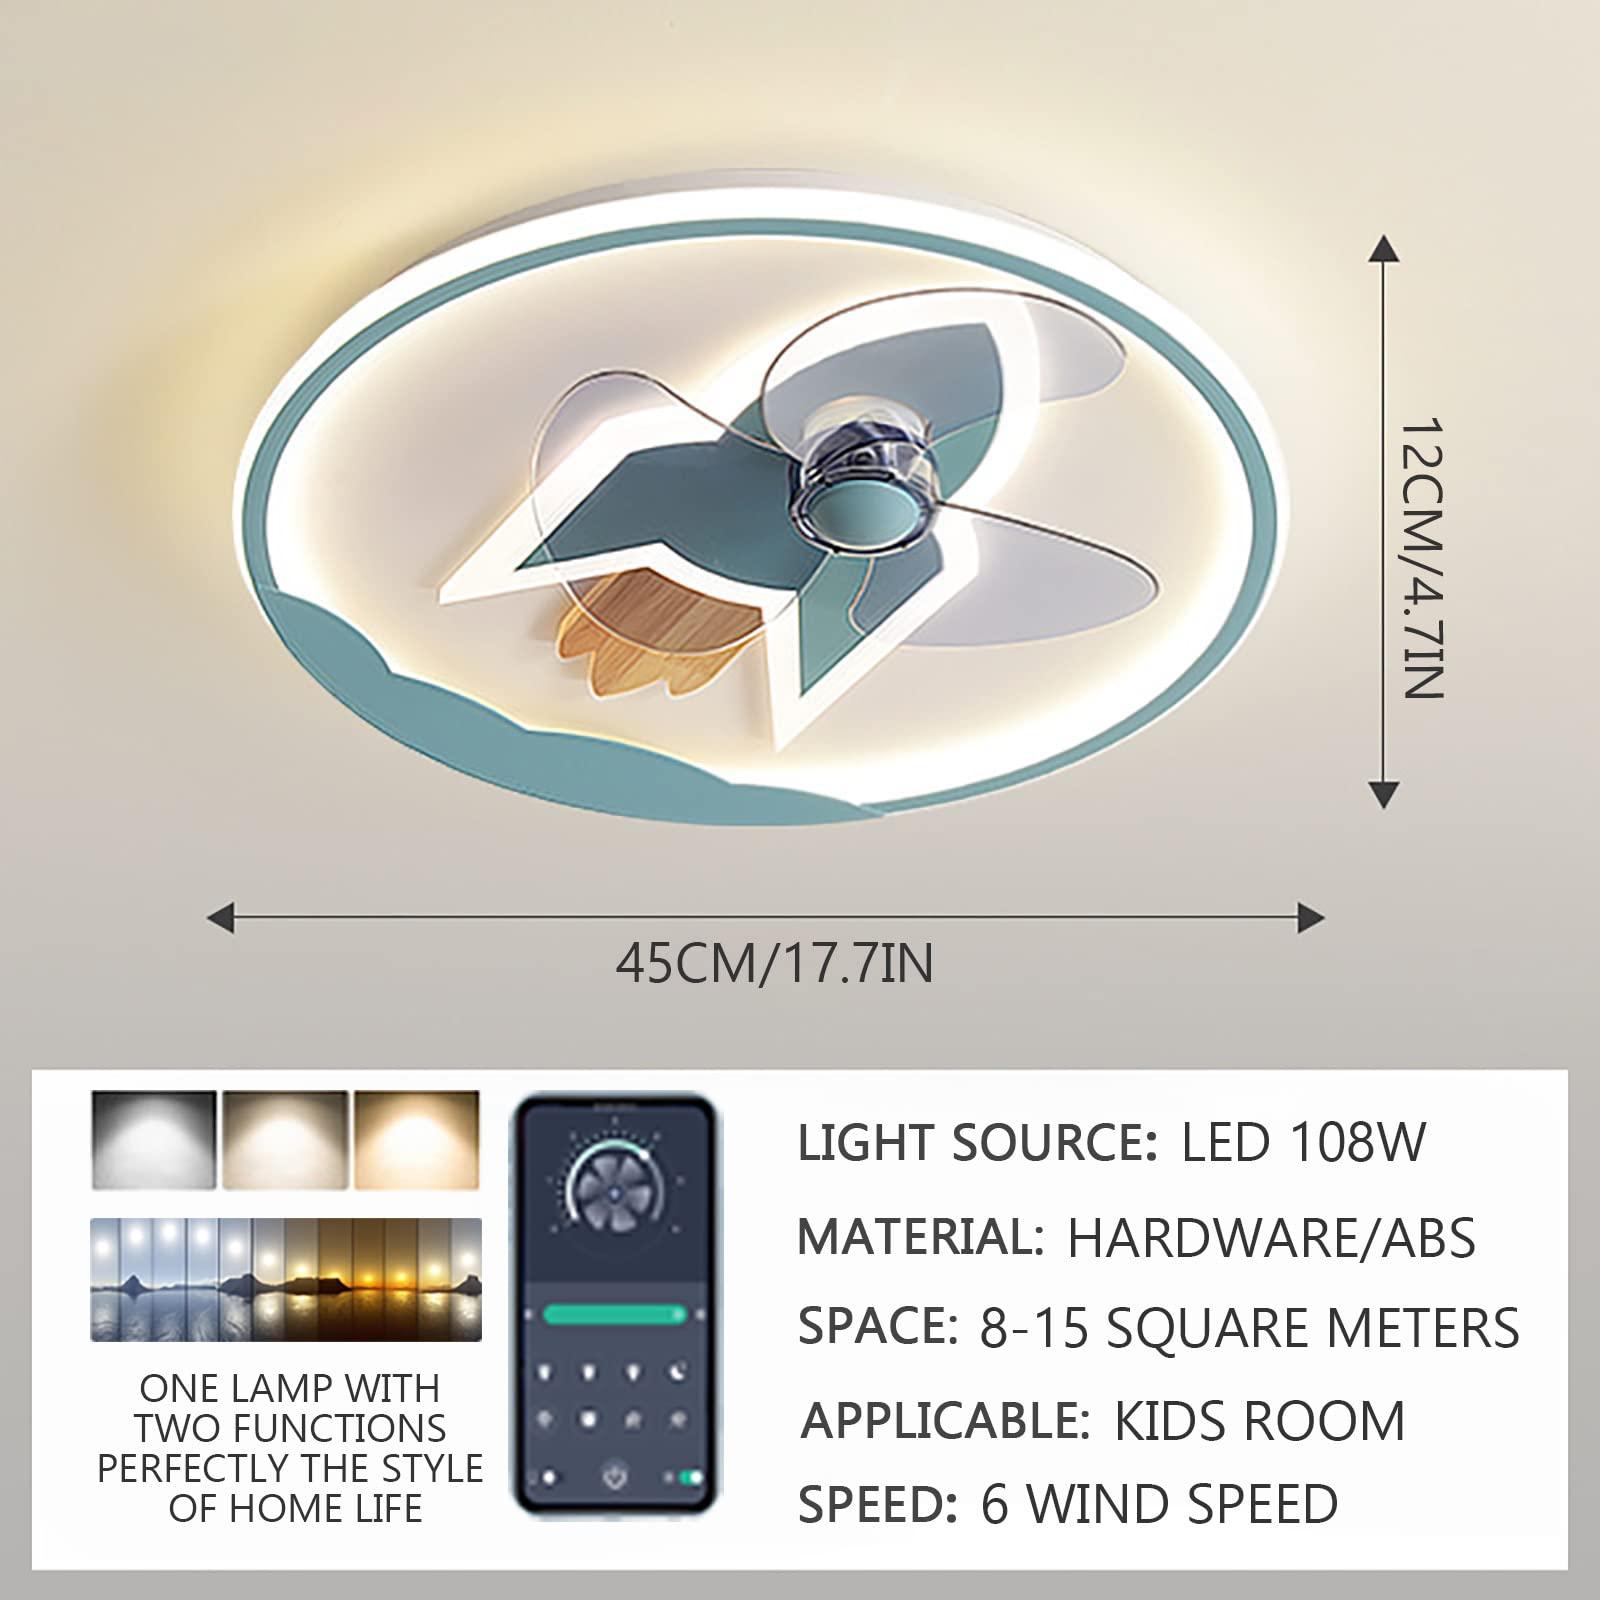 12CM/4.7IN
45CM/17.7IN
ONE LAMP WITH
TWO FUNCTIONS
PERFECTLY THE STYLE
OF HOME LIFE
LIGHT SOURCE: LED 108W
MATERIAL: HARDWARE/ABS
SPACE: 8-15 SQUARE METERS
APPLICABLE: KIDS ROOM
SPEED: 6 WIND SPEED